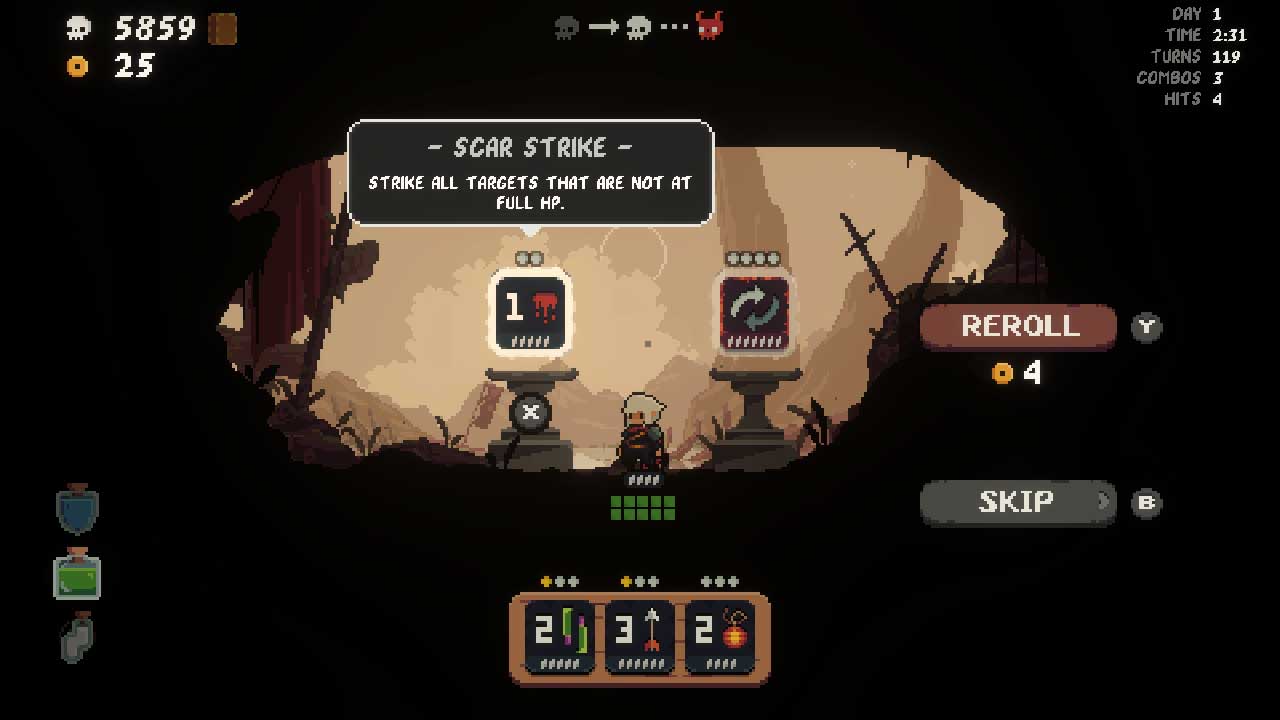 5859
25
DAY 1
TIME 2:31
TURNS 119
COMBOS 3
HITS 4
- SCAR STRIKE -
STRIKE ALL TARGETS THAT ARE NOT AT
FULL HP.
1
REROLL Y
4
X
SKIP B
2 3 2